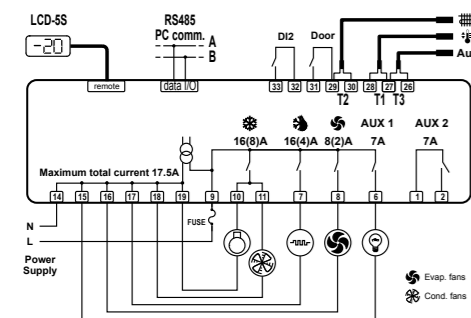 LCD-5S
RS485
PC comm.
A
B
-20
DI2
Door
Au
remote
data I/O
33 32 31 29 30 28 27 26
T2 T1 T3
AUX 1 AUX 2
16(8)A 16(4)A 8(2)A 7A 7A
Maximum total current 17.5A
14 15 16 17 18 19 9 10 11 7 8 6 1 2
N
FUSE
L
Power
Supply
Evap. fans
Cond. fans